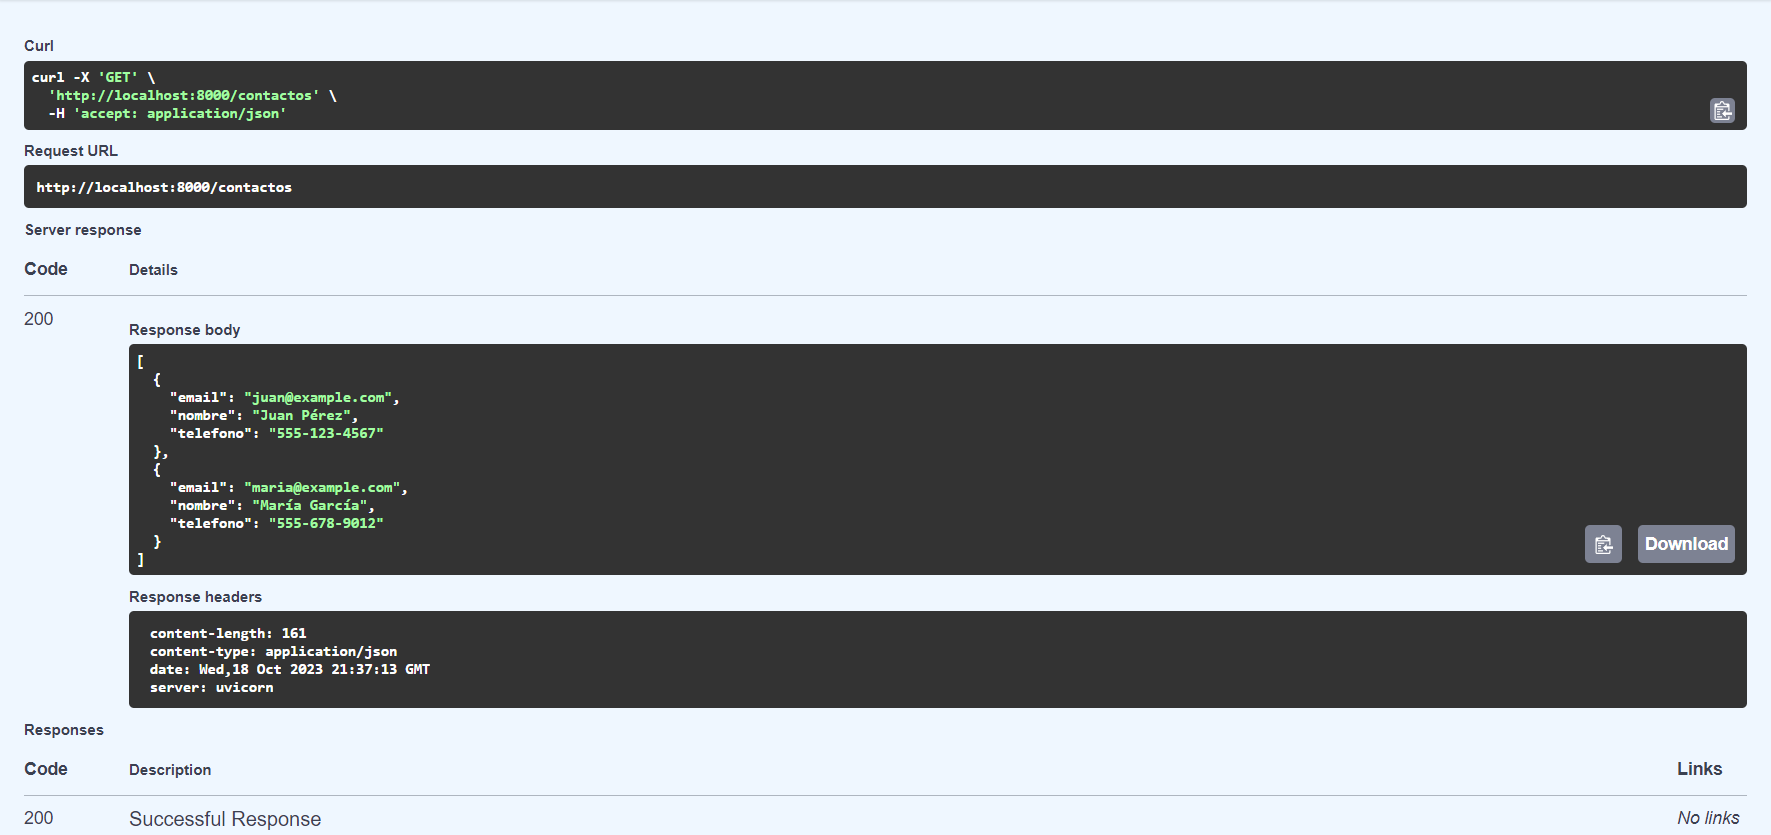 Curl
curl -X 'GET' \
'http://localhost:8000/contactos' \
-H 'accept: application/json'
Request URL
http://localhost:8000/contactos
Server response
Code Details
200
Response body
[
{
"email": "juan@example.com",
"nombre": "Juan Pérez",
"telefono": "555-123-4567"
},
{
"email": "maria@example.com",
"nombre": "María García",
"telefono": "555-678-9012"
}
]
Download
Response headers
content-length: 161
content-type: application/json
date: Wed,18 Oct 2023 21:37:13 GMT
server: uvicorn
Responses
Code Description Links
200 Successful Response No links